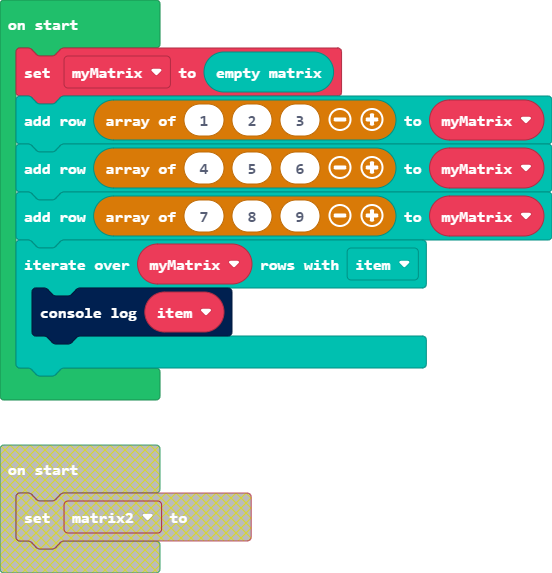 on start
set myMatrix to empty matrix
add row array of 1 2 3 to myMatrix
add row array of 4 5 6 to myMatrix
add row array of 7 8 9 to myMatrix
iterate over myMatrix rows with item
console log item
on start
set matrix2 to